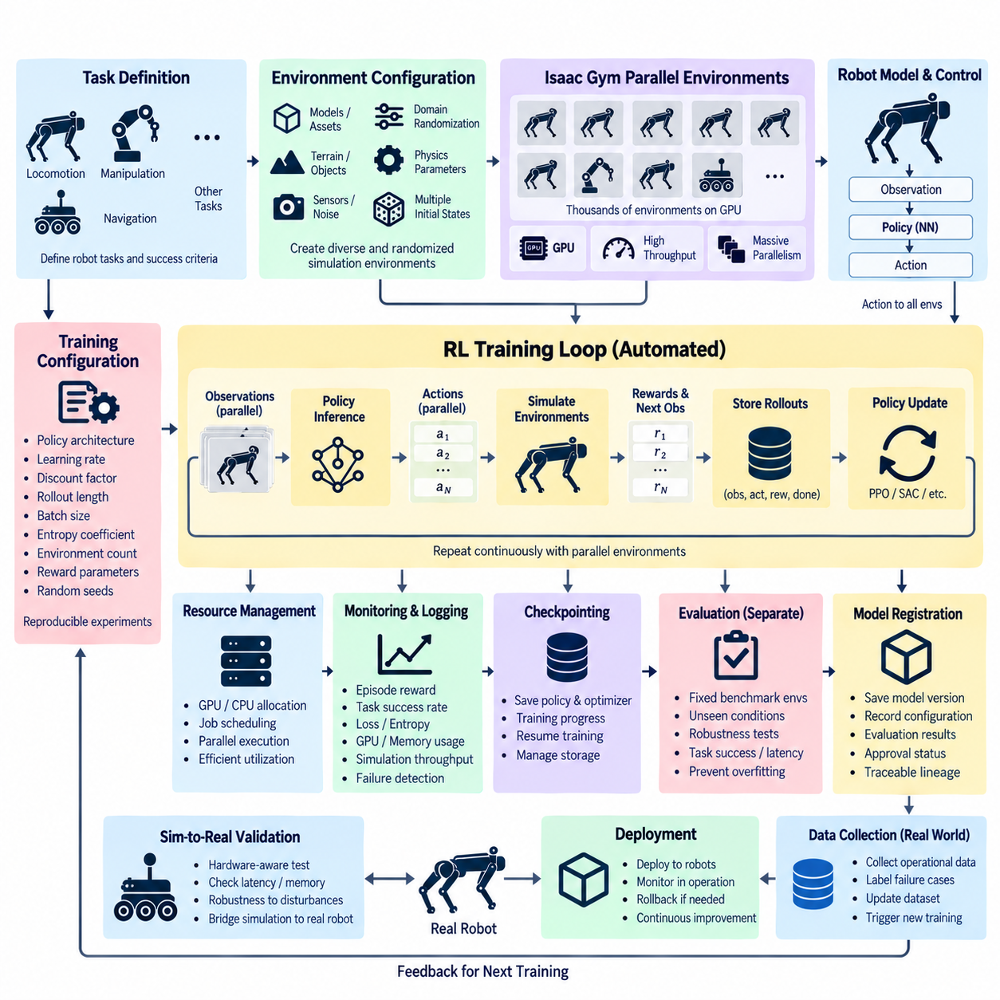 Task Definition
Locomotion
Manipulation
Navigation
Other
Tasks
Define robot tasks and success criteria
Environment Configuration
Models /
Assets
Domain
Randomization
Terrain /
Objects
Physics
Parameters
Sensors /
Noise
Multiple
Initial States
Create diverse and randomized
simulation environments
Isaac Gym Parallel Environments
...
Thousands of environments on GPU
GPU
GPU
High
Throughput
Massive
Parallelism
Robot Model & Control
Observation
Policy (NN)
Action
Action to all envs
Training
Configuration
• Policy architecture
• Learning rate
• Discount factor
• Rollout length
• Batch size
• Entropy coefficient
• Environment count
• Reward parameters
• Random seeds
Reproducible experiments
RL Training Loop (Automated)
Observations
(parallel)
Policy
Inference
Actions
(parallel)
a1
a2
...
aN
Simulate
Environments
Rewards &
Next Obs
r1
r2
...
rN
Store Rollouts
(obs, act, rew, done)
Policy Update
PPO / SAC / etc.
Repeat continuously with parallel environments
Resource Management
• GPU / CPU allocation
• Job scheduling
• Parallel execution
• Efficient utilization
Monitoring & Logging
• Episode reward
• Task success rate
• Loss / Entropy
• GPU / Memory usage
• Simulation throughput
• Failure detection
Checkpointing
• Save policy & optimizer
• Training progress
• Resume training
• Manage storage
Evaluation (Separate)
• Fixed benchmark envs
• Unseen conditions
• Robustness tests
• Task success / latency
• Prevent overfitting
Model Registration
• Save model version
• Record configuration
• Evaluation results
• Approval status
• Traceable lineage
Sim-to-Real Validation
• Hardware-aware test
• Check latency / memory
• Robustness to disturbances
• Bridge simulation to real robot
Real Robot
Deployment
• Deploy to robots
• Monitor in operation
• Rollback if needed
• Continuous improvement
Data Collection (Real World)
• Collect operational data
• Label failure cases
• Update dataset
• Trigger new training
Feedback for Next Training